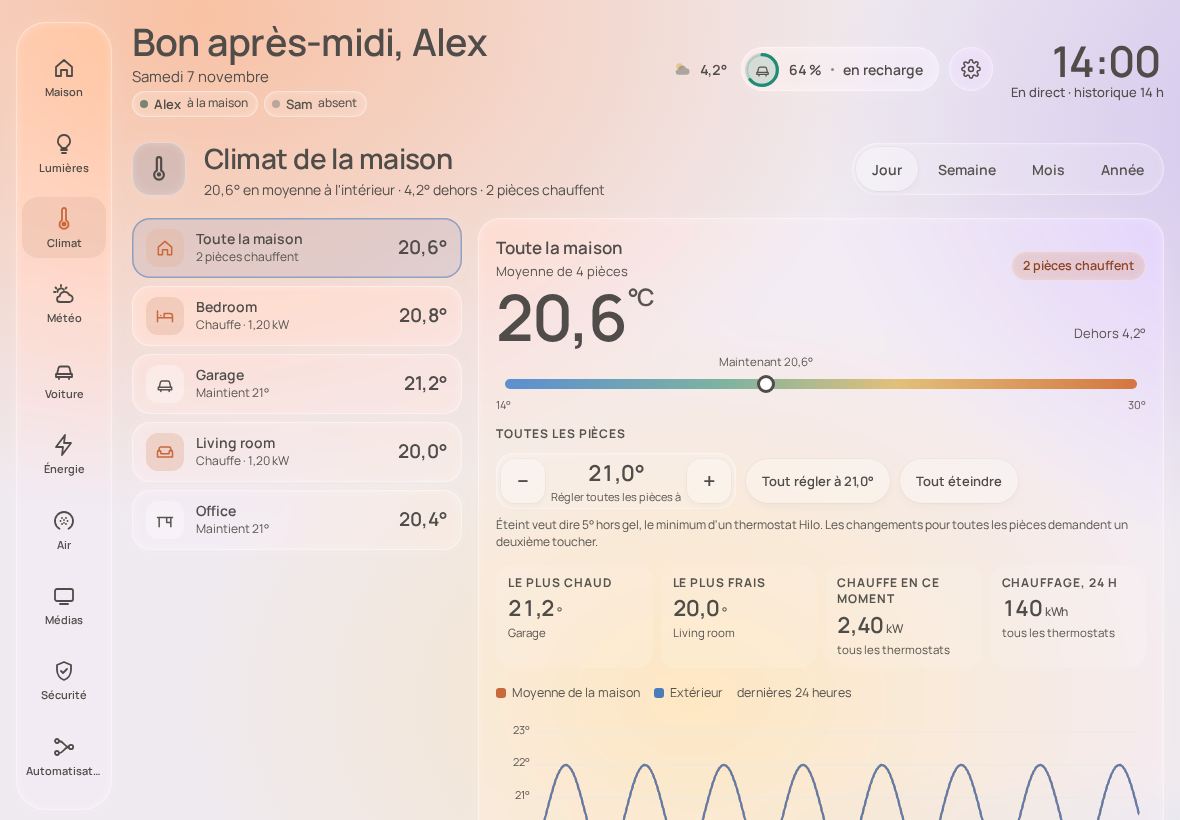 Bon après-midi, Alex
Samedi 7 novembre
Alex à la maison
Sam absent
4,2°
64 % • en recharge
14:00
En direct · historique 14 h
Maison
Lumières
Climat
Météo
Voiture
Énergie
Air
Médias
Sécurité
Automatisat…
Climat de la maison
20,6° en moyenne à l'intérieur · 4,2° dehors · 2 pièces chauffent
Jour
Semaine
Mois
Année
Toute la maison
2 pièces chauffent
20,6°
Bedroom
Chauffe · 1,20 kW
20,8°
Garage
Maintient 21°
21,2°
Living room
Chauffe · 1,20 kW
20,0°
Office
Maintient 21°
20,4°
Toute la maison
Moyenne de 4 pièces
2 pièces chauffent
20,6 °C
Dehors 4,2°
Maintenant 20,6°
14°
30°
TOUTES LES PIÈCES
−
21,0°
Régler toutes les pièces à
+
Tout régler à 21,0°
Tout éteindre
Éteint veut dire 5° hors gel, le minimum d'un thermostat Hilo. Les changements pour toutes les pièces demandent un
deuxième toucher.
LE PLUS CHAUD
21,2 °
Garage
LE PLUS FRAIS
20,0 °
Living room
CHAUFFE EN CE
MOMENT
2,40 kW
tous les thermostats
CHAUFFAGE, 24 H
140 kWh
tous les thermostats
Moyenne de la maison
Extérieur
dernières 24 heures
23°
22°
21°